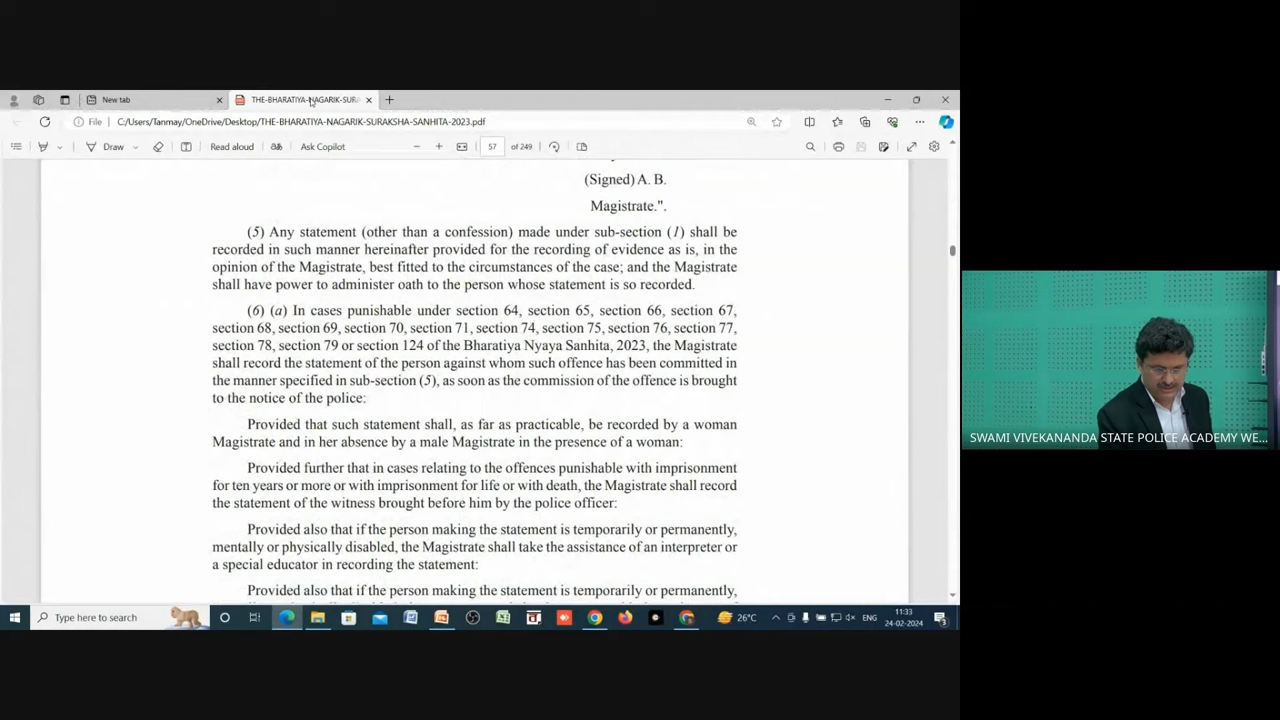 New tab
THE-BHARATIYA-NAGARIK-SURA
File C:/Users/Tanmay/OneDrive/Desktop/THE-BHARATIYA-NAGARIK-SURAKSHA-SANHITA-2023.pdf
Draw Read aloud Ask Copilot 57 of 249
(Signed) A. B.
Magistrate.".
(5) Any statement (other than a confession) made under sub-section (1) shall be
recorded in such manner hereinafter provided for the recording of evidence as is, in the
opinion of the Magistrate, best fitted to the circumstances of the case; and the Magistrate
shall have power to administer oath to the person whose statement is so recorded.
(6) (a) In cases punishable under section 64, section 65, section 66, section 67,
section 68, section 69, section 70, section 71, section 74, section 75, section 76, section 77,
section 78, section 79 or section 124 of the Bharatiya Nyaya Sanhita, 2023, the Magistrate
shall record the statement of the person against whom such offence has been committed in
the manner specified in sub-section (5), as soon as the commission of the offence is brought
to the notice of the police:
Provided that such statement shall, as far as practicable, be recorded by a woman
Magistrate and in her absence by a male Magistrate in the presence of a woman:
Provided further that in cases relating to the offences punishable with imprisonment
for ten years or more or with imprisonment for life or with death, the Magistrate shall record
the statement of the witness brought before him by the police officer:
Provided also that if the person making the statement is temporarily or permanently,
mentally or physically disabled, the Magistrate shall take the assistance of an interpreter or
a special educator in recording the statement:
Provided also that if the person making the statement is temporarily or permanently,
SWAMI VIVEKANANDA STATE POLICE ACADEMY WE...
Type here to search
26°C
ENG
11:33
24-02-2024